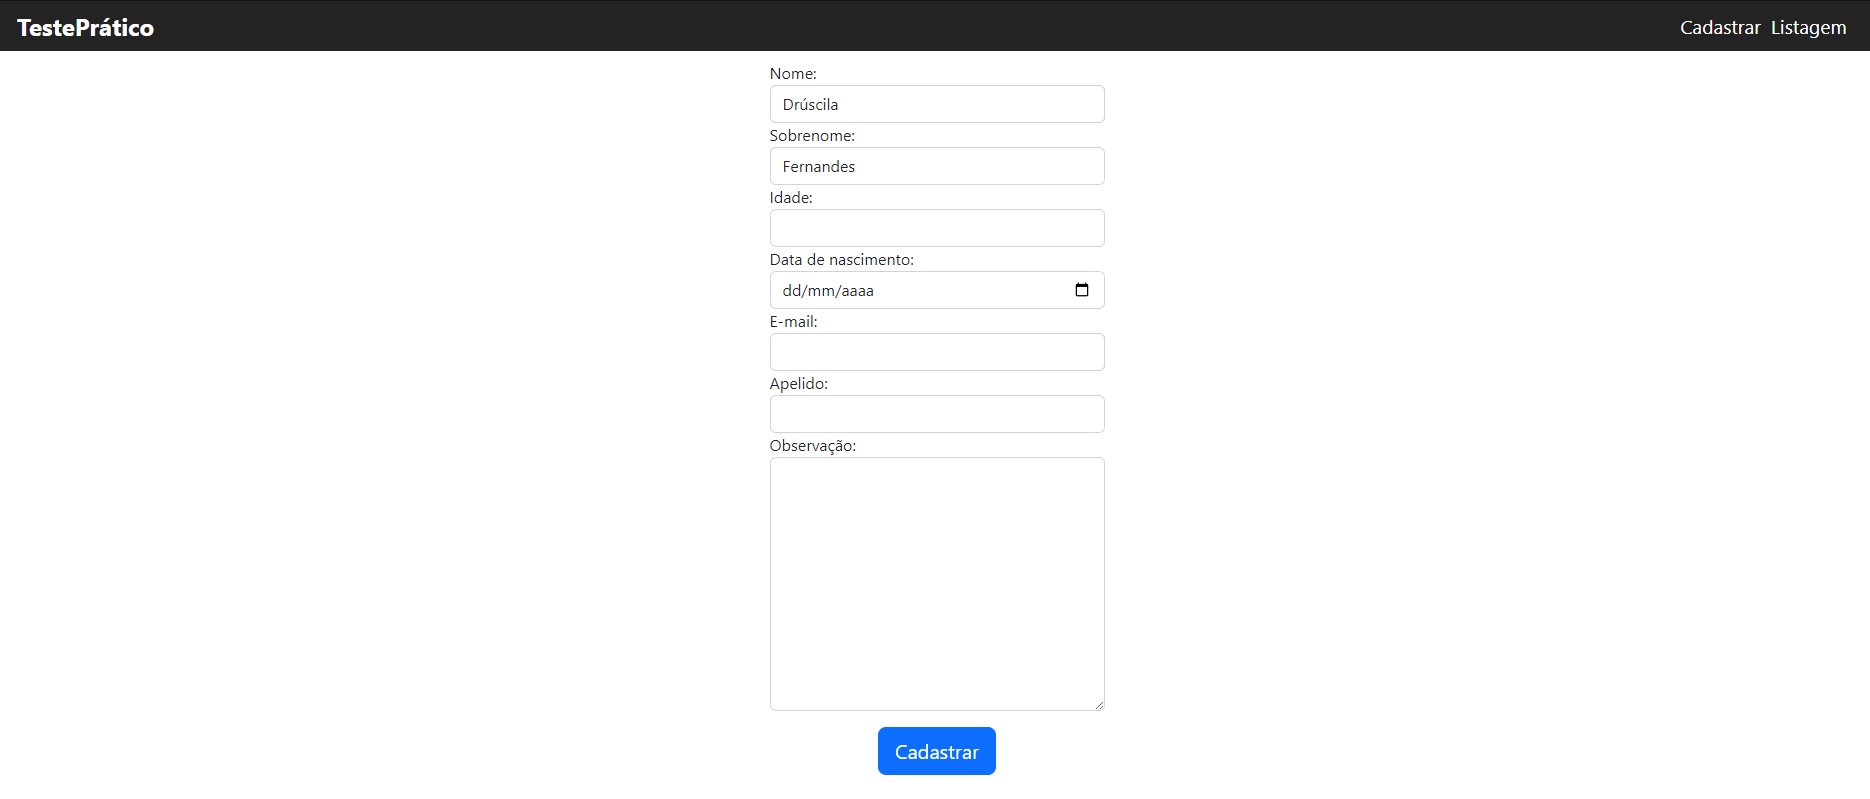 TestePrático
Cadastrar Listagem
Nome:
Drúscila
Sobrenome:
Fernandes
Idade:
Data de nascimento:
dd/mm/aaaa
E-mail:
Apelido:
Observação:
Cadastrar